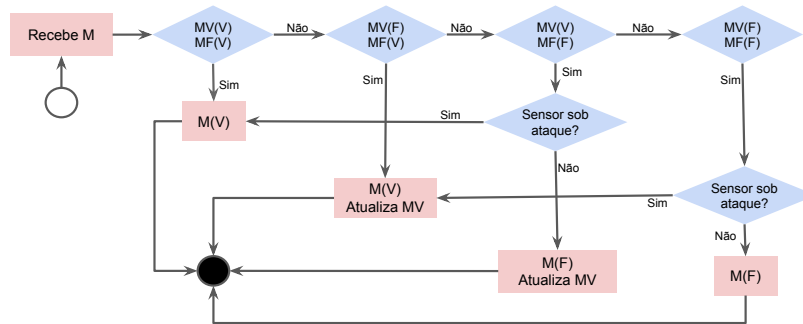 Recebe M
MV(V)
MF(V)
Não
MV(F)
MF(V)
Não
MV(V)
MF(F)
Não
MV(F)
MF(F)
Sim
Sim
Sim
M(V)
Sim
Sensor sob
ataque?
Não
M(V)
Atualiza MV
Sim
Sensor sob
ataque?
Não
M(F)
Atualiza MV
M(F)